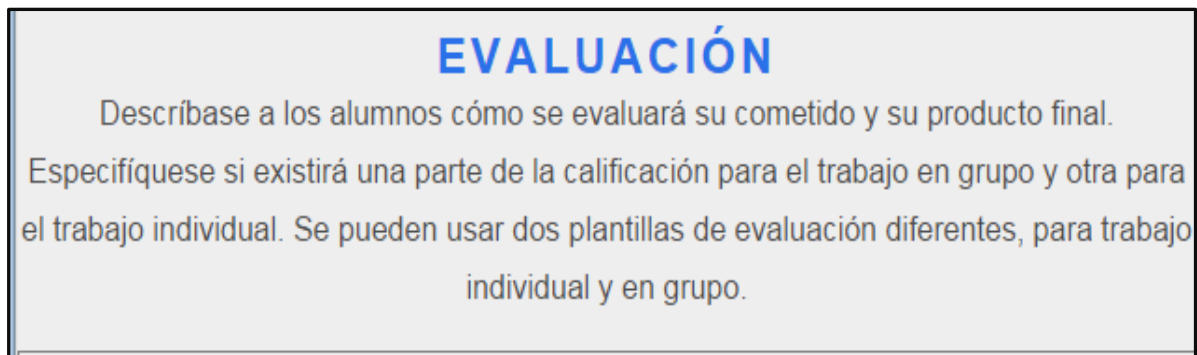 EVALUACIÓN
Descríbase a los alumnos cómo se evaluará su cometido y su producto final.
Especifíquese si existirá una parte de la calificación para el trabajo en grupo y otra para
el trabajo individual. Se pueden usar dos plantillas de evaluación diferentes, para trabajo
individual y en grupo.